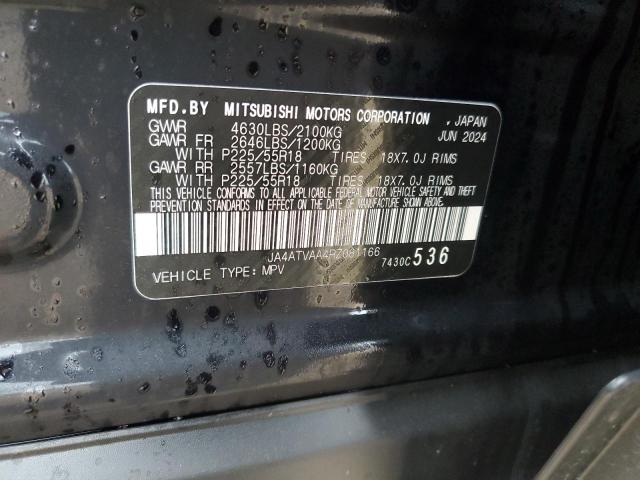 MFD.BY MITSUBISHI MOTORS CORPORATION , JAPAN
GVWR 4630LBS/2100KG JUN 2024
GAWR FR 2646LBS/1200KG
WITH P225/55R18 TIRES 18X7.0J RIMS
GAWR RR 2557LBS/1160KG
WITH P225/55R18 TIRES 18X7.0J RIMS
THIS VEHICLE CONFORMS TO ALL APPLICABLE FEDERAL MOTOR VEHICLE SAFETY AND THEFT
PREVENTION STANDARDS IN EFFECT ON THE DATE OF MANUFACTURE SHOWN ABOVE.
JA4ATVAA4RZ081166
VEHICLE TYPE: MPV 7430C 536